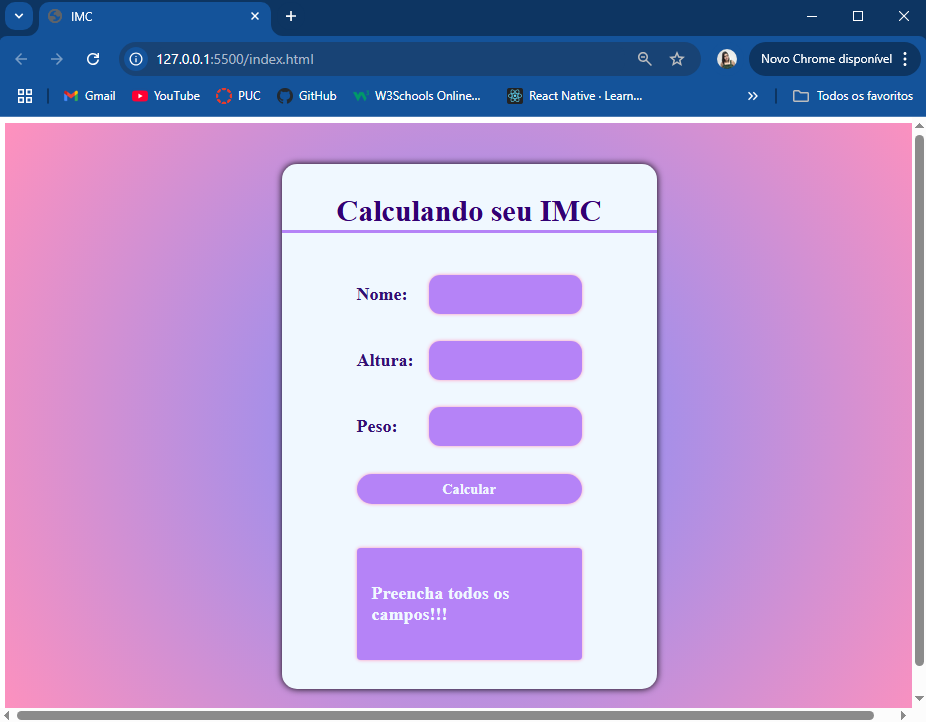 IMC
127.0.0.1:5500/index.html
Novo Chrome disponível
Gmail
YouTube
PUC
GitHub
W3Schools Online...
React Native · Learn...
Todos os favoritos
Calculando seu IMC
Nome:
Altura:
Peso:
Calcular
Preencha todos os
campos!!!